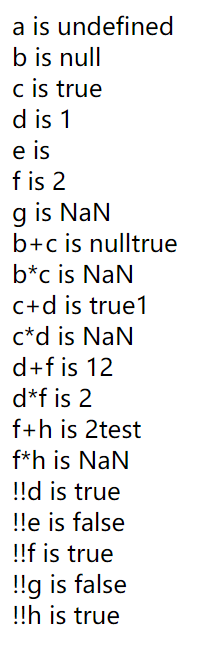 a is undefined
b is null
c is true
d is 1
e is
f is 2
g is NaN
b+c is nulltrue
b*c is NaN
c+d is true1
c*d is NaN
d+f is 12
d*f is 2
f+h is 2test
f*h is NaN
!!d is true
!!e is false
!!f is true
!!g is false
!!h is true